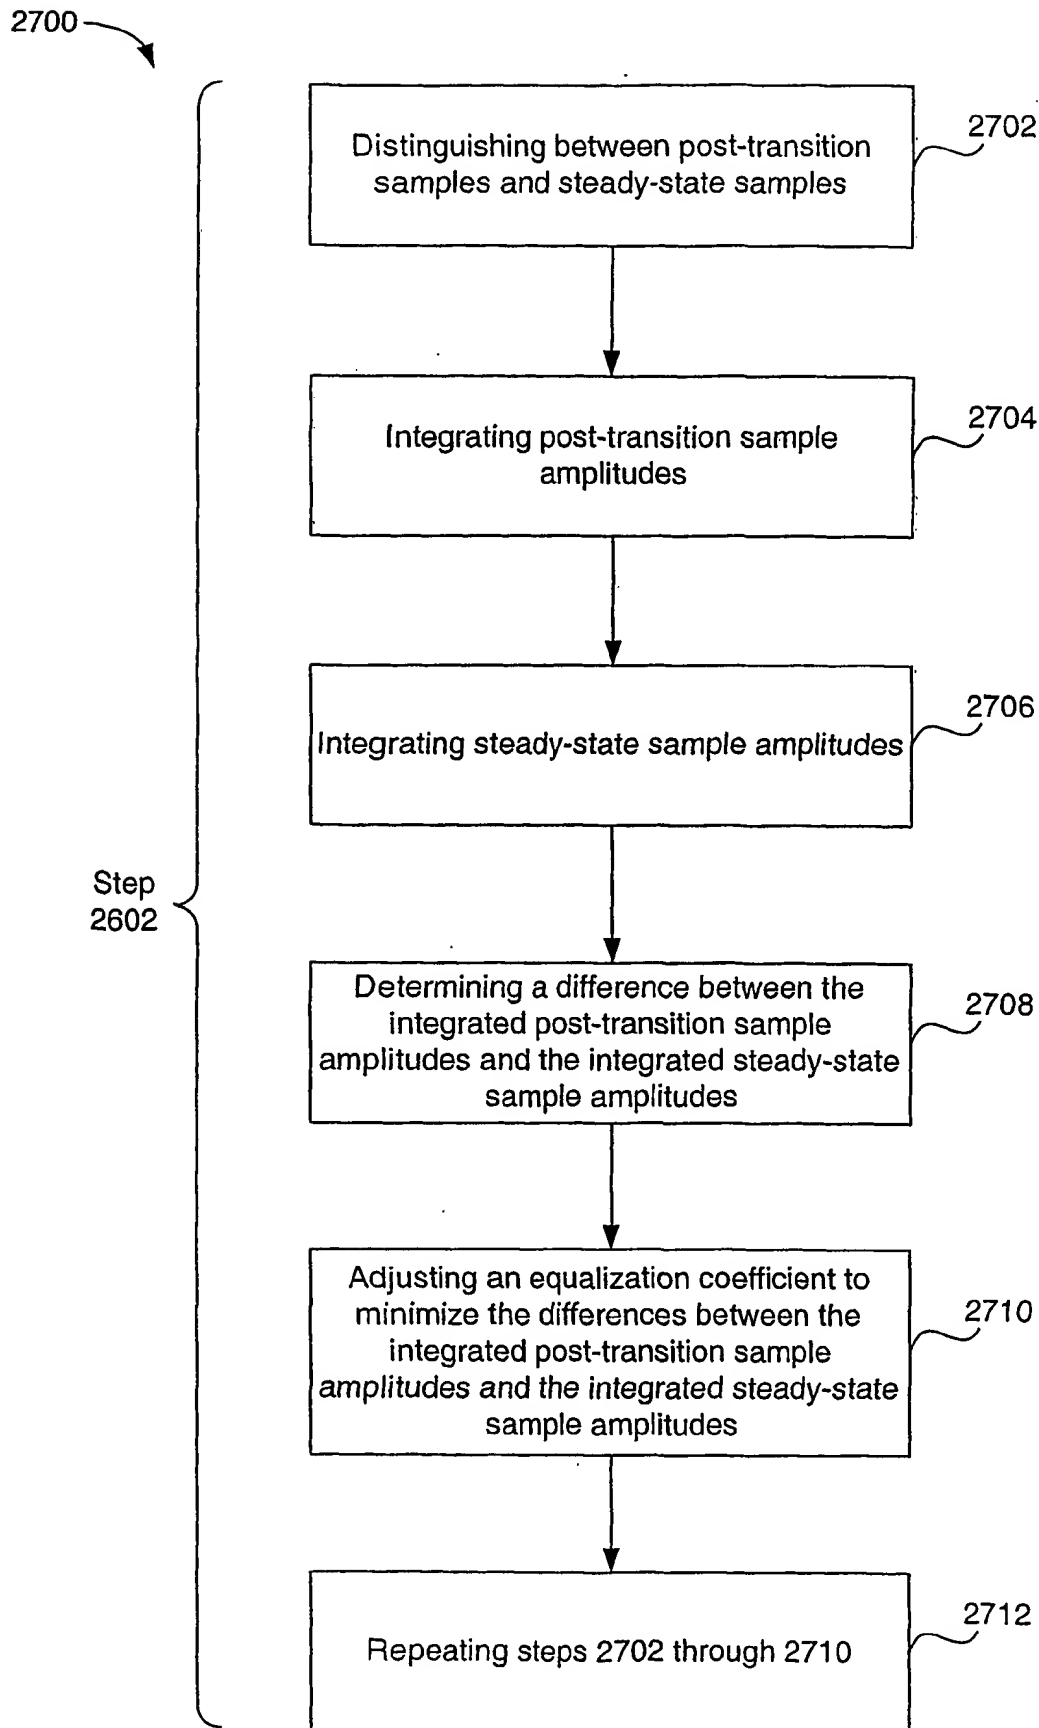 2700
Distinguishing between post-transition
samples and steady-state samples
2702
Integrating post-transition sample
amplitudes
2704
Integrating steady-state sample amplitudes
2706
Step
2602
Determining a difference between the
integrated post-transition sample
amplitudes and the integrated steady-state
sample amplitudes
2708
Adjusting an equalization coefficient to
minimize the differences between the
integrated post-transition sample
amplitudes and the integrated steady-state
sample amplitudes
2710
Repeating steps 2702 through 2710
2712